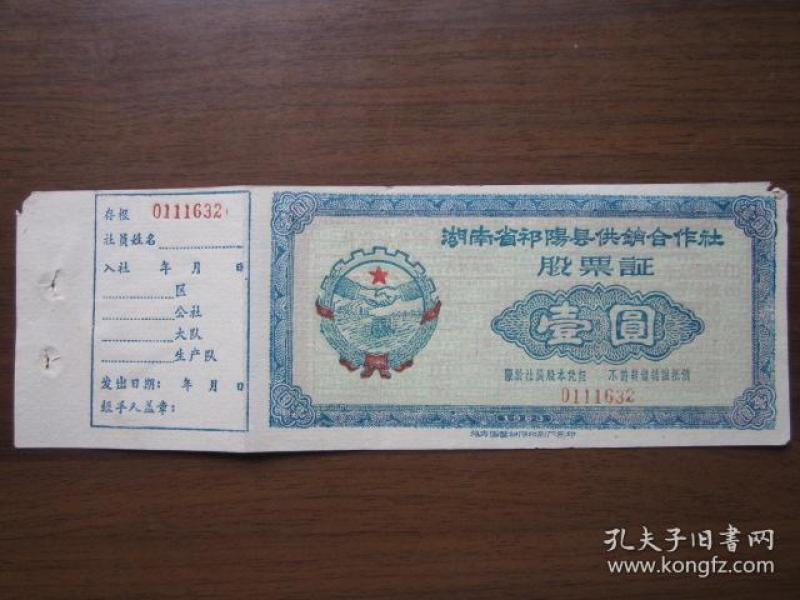 存根 0111632
社员姓名
入社 年 月 日
区
公社
大队
生产队
发出日期: 年 月 日
经手人盖章:
湖南省祁陽县供銷合作社
股票証
壹圓
0111632
孔夫子旧書网
www.kongfz.com